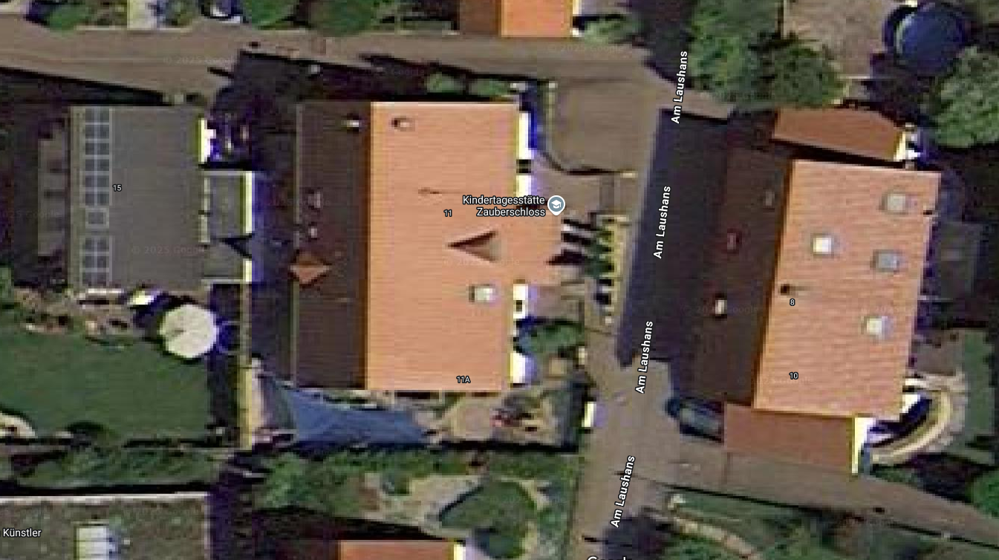 Am Laushans
15
Kindertagesstätte
Zauberschloss
11
Am Laushans
8
10
11A
Am Laushans
Am Laushans
Künstler